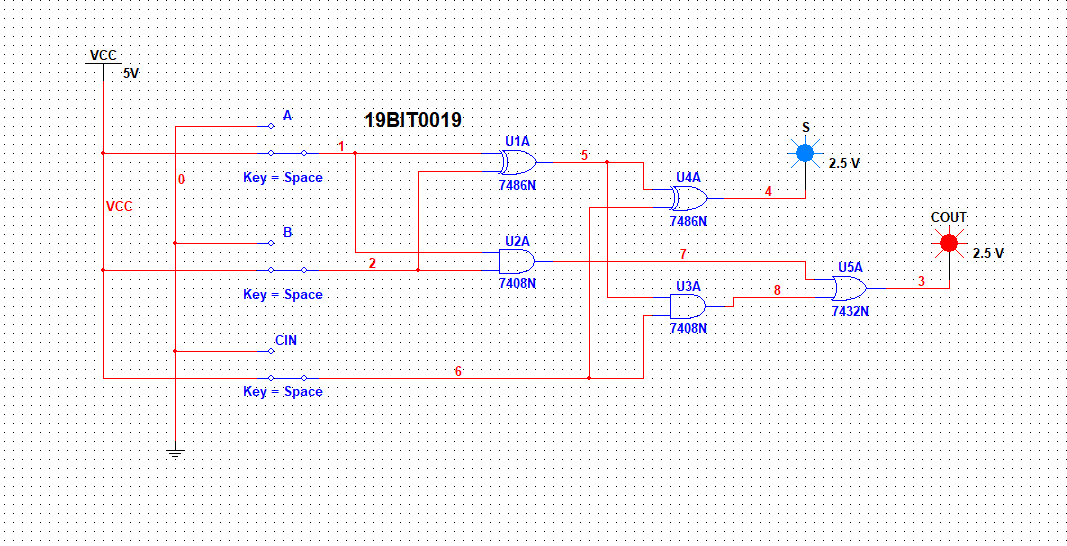 VCC
5V
A
19BIT0019
1
U1A
5
S
2.5 V
0
Key = Space
7486N
U4A
4
VCC
7486N
COUT
B
2
U2A
7
2.5 V
7408N
U5A
Key = Space
U3A
8
3
7432N
7408N
CIN
6
Key = Space